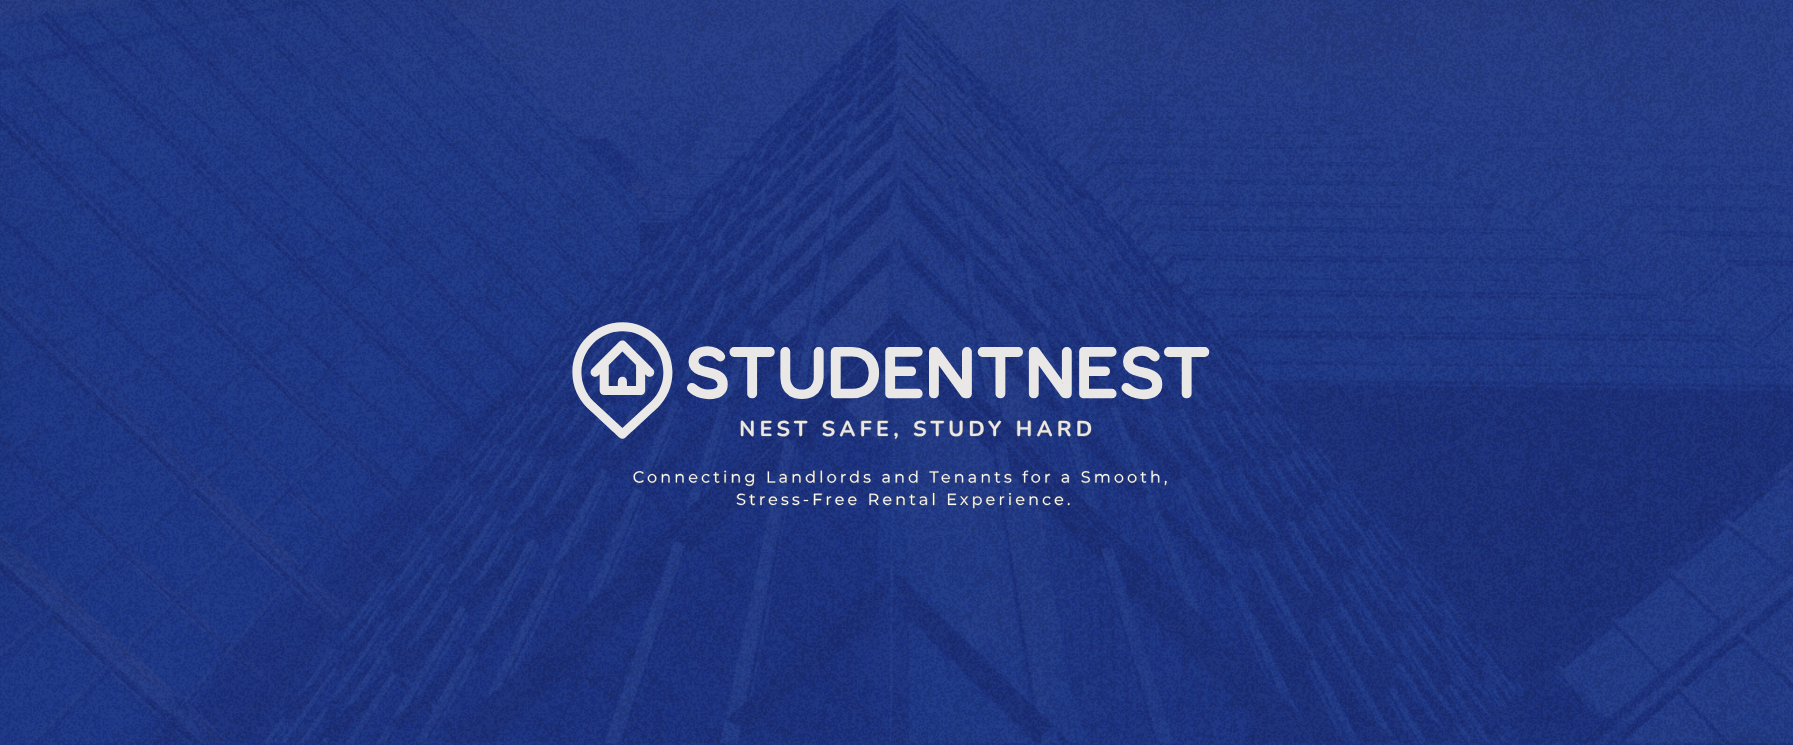 STUDENTNEST
NEST SAFE, STUDY HARD
Connecting Landlords and Tenants for a Smooth,
Stress-Free Rental Experience.